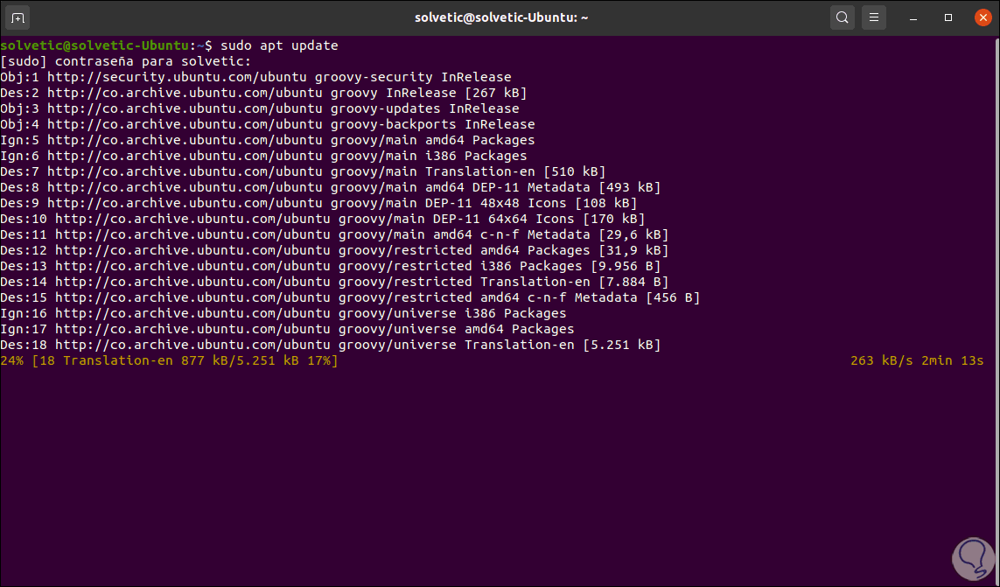 solvetic@solvetic-Ubuntu: ~
solvetic@solvetic-Ubuntu:~$ sudo apt update
[sudo] contraseña para solvetic:
Obj:1 http://security.ubuntu.com/ubuntu groovy-security InRelease
Des:2 http://co.archive.ubuntu.com/ubuntu groovy InRelease [267 kB]
Obj:3 http://co.archive.ubuntu.com/ubuntu groovy-updates InRelease
Obj:4 http://co.archive.ubuntu.com/ubuntu groovy-backports InRelease
Ign:5 http://co.archive.ubuntu.com/ubuntu groovy/main amd64 Packages
Ign:6 http://co.archive.ubuntu.com/ubuntu groovy/main i386 Packages
Des:7 http://co.archive.ubuntu.com/ubuntu groovy/main Translation-en [510 kB]
Des:8 http://co.archive.ubuntu.com/ubuntu groovy/main amd64 DEP-11 Metadata [493 kB]
Des:9 http://co.archive.ubuntu.com/ubuntu groovy/main DEP-11 48x48 Icons [108 kB]
Des:10 http://co.archive.ubuntu.com/ubuntu groovy/main DEP-11 64x64 Icons [170 kB]
Des:11 http://co.archive.ubuntu.com/ubuntu groovy/main amd64 c-n-f Metadata [29,6 kB]
Des:12 http://co.archive.ubuntu.com/ubuntu groovy/restricted amd64 Packages [31,9 kB]
Des:13 http://co.archive.ubuntu.com/ubuntu groovy/restricted i386 Packages [9.956 B]
Des:14 http://co.archive.ubuntu.com/ubuntu groovy/restricted Translation-en [7.884 B]
Des:15 http://co.archive.ubuntu.com/ubuntu groovy/restricted amd64 c-n-f Metadata [456 B]
Ign:16 http://co.archive.ubuntu.com/ubuntu groovy/universe i386 Packages
Ign:17 http://co.archive.ubuntu.com/ubuntu groovy/universe amd64 Packages
Des:18 http://co.archive.ubuntu.com/ubuntu groovy/universe Translation-en [5.251 kB]
24% [18 Translation-en 877 kB/5.251 kB 17%] 263 kB/s 2min 13s